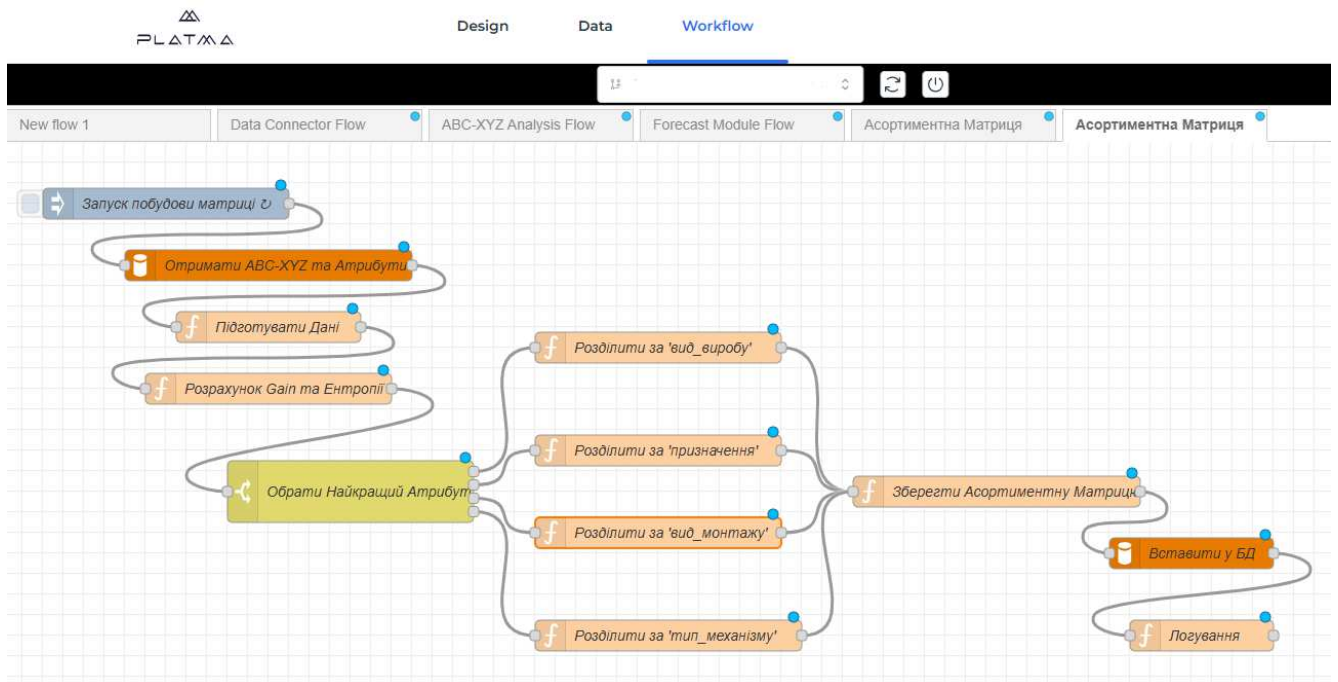 PLATMA
Design
Data
Workflow
New flow 1
Data Connector Flow
ABC-XYZ Analysis Flow
Forecast Module Flow
Асортиментна Матриця
Асортиментна Матриця
Запуск побудови матриці ↻
Отримати ABC-XYZ та Атрибути
Підготувати Дані
Розрахунок Gain та Ентропії
Обрати Найкращий Атрибут
Розділити за 'вид_виробу'
Розділити за 'призначення'
Розділити за 'вид_монтажу'
Розділити за 'тип_механізму'
Зберегти Асортиментну Матрицю
Вставити у БД
Логування